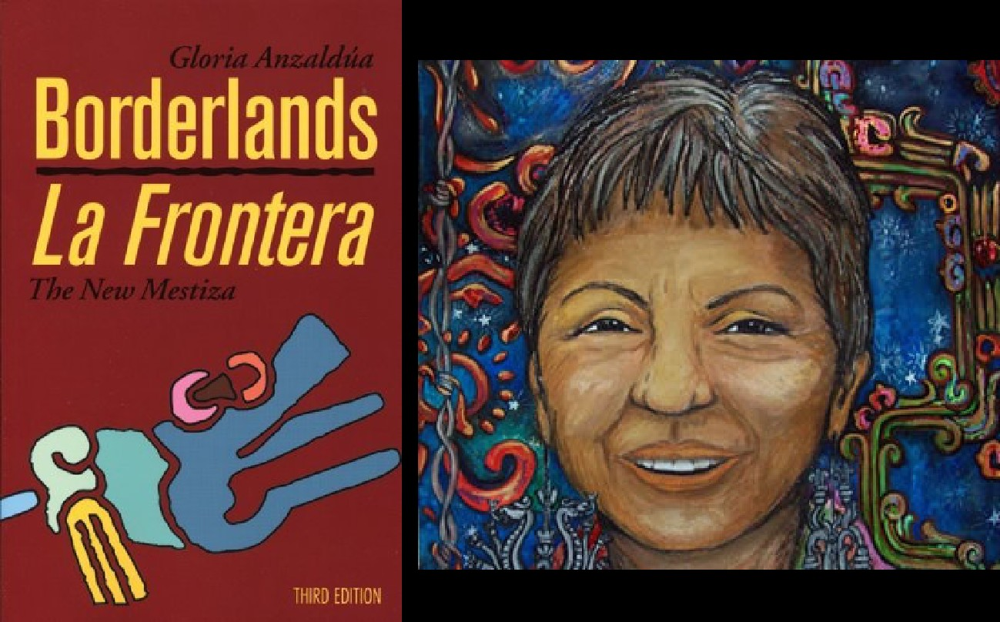 Gloria Anzaldúa
Borderlands
La Frontera
The New Mestiza
THIRD EDITION